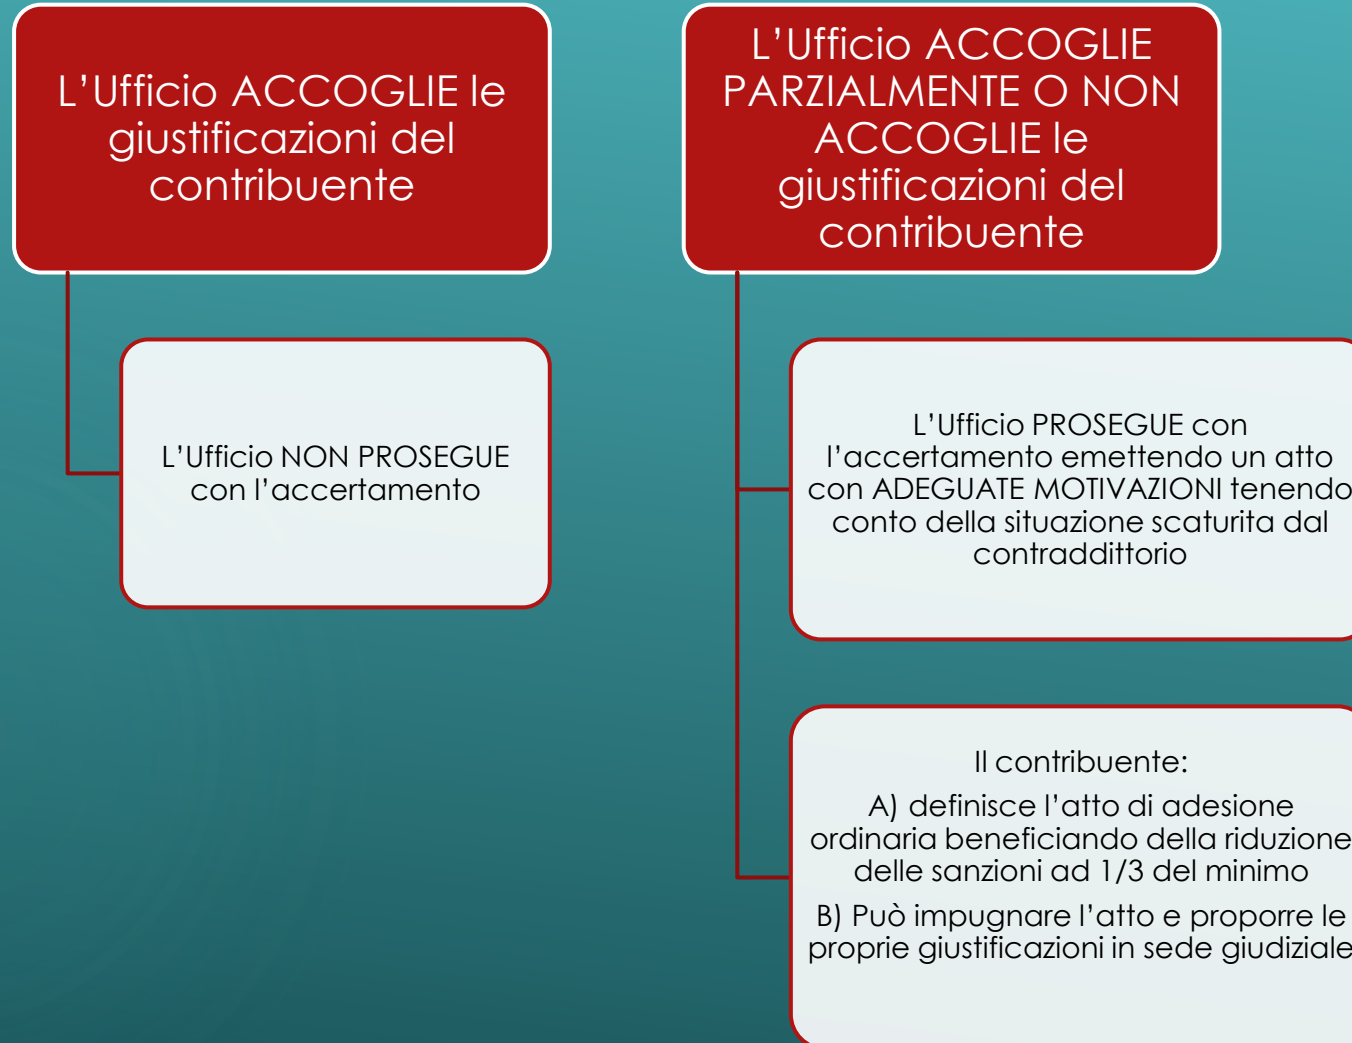 L’Ufficio ACCOGLIE le
giustificazioni del
contribuente
L’Ufficio NON PROSEGUE
con l’accertamento
L’Ufficio ACCOGLIE
PARZIALMENTE O NON
ACCOGLIE le
giustificazioni del
contribuente
L’Ufficio PROSEGUE con
l’accertamento emettendo un atto
con ADEGUATE MOTIVAZIONI tenendo
conto della situazione scaturita dal
contraddittorio
Il contribuente:
A) definisce l’atto di adesione
ordinaria beneficiando della riduzione
delle sanzioni ad 1/3 del minimo
B) Può impugnare l’atto e proporre le
proprie giustificazioni in sede giudiziale